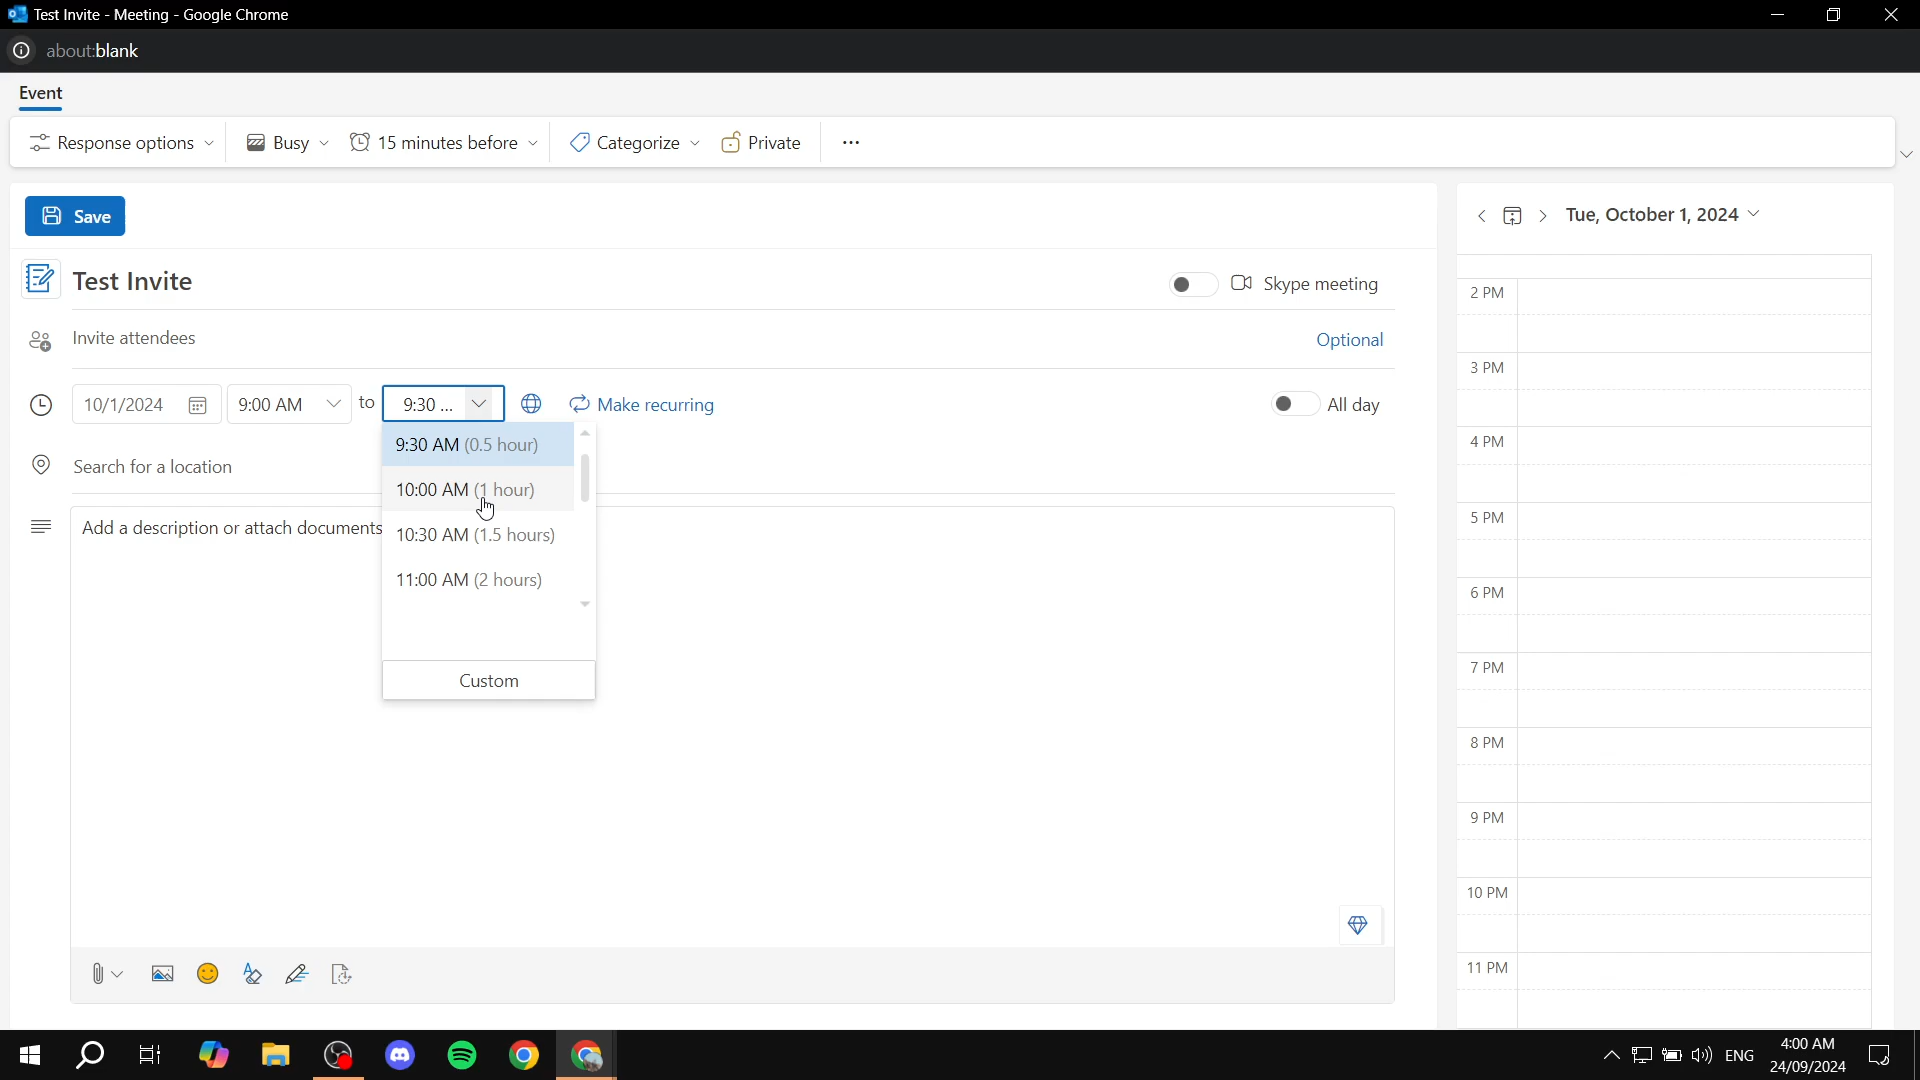 Test Invite - Meeting - Google Chrome
about:blank
Event
Response options Busy 15 minutes before Categorize Private ...
Save
Tue, October 1, 2024
Test Invite
Skype meeting
Invite attendees
Optional
10/1/2024 9:00 AM to 9:30 ... Make recurring All day
9:30 AM (0.5 hour)
10:00 AM (1 hour)
10:30 AM (1.5 hours)
11:00 AM (2 hours)
Custom
Search for a location
Add a description or attach documents
2 PM
3 PM
4 PM
5 PM
6 PM
7 PM
8 PM
9 PM
10 PM
11 PM
ENG
4:00 AM
24/09/2024